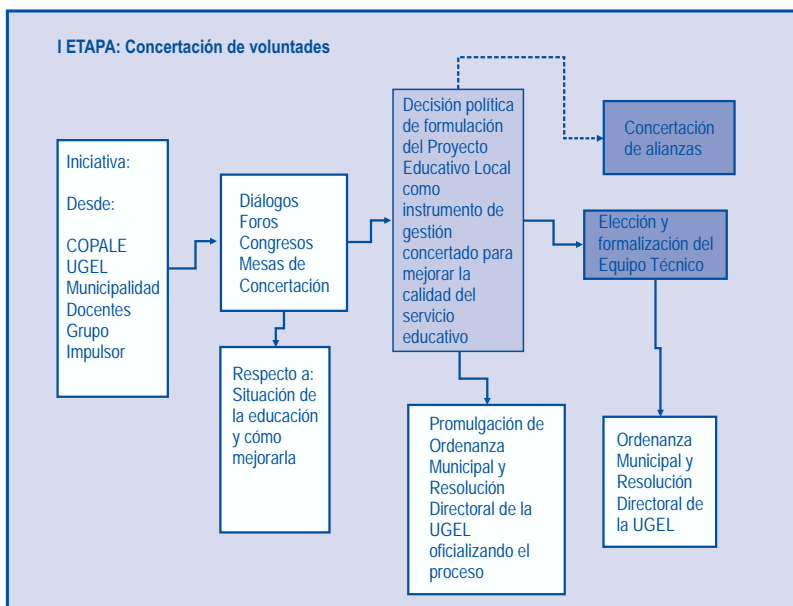 I ETAPA: Concertación de voluntades
Iniciativa:
Desde:
COPALE
UGEL
Municipalidad
Docentes
Grupo
Impulsor
Diálogos
Foros
Congresos
Mesas de
Concertación
Respecto a:
Situación de
la educación
y cómo
mejorarla
Decisión política
de formulación
del Proyecto
Educativo Local
como
instrumento de
gestión
concertado para
mejorar la
calidad del
servicio
educativo
Promulgación de
Ordenanza
Municipal y
Resolución
Directoral de la
UGEL
oficializando el
proceso
Concertación
de alianzas
Elección y
formalización del
Equipo Técnico
Ordenanza
Municipal y
Resolución
Directoral de
la UGEL